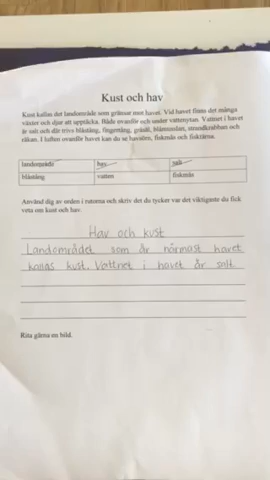 Kust och hav
Kust kallas det landområde som gränsar mot havet. Vid havet finns det många
växter och djur att upptäcka. Både ovanför och under vattenytan. Vattnet i havet
är salt och där trivs blåstång, fingertång, gråsäl, blåmusslan, strandkrabban och
räkan. I luften ovanför havet kan du se havsörn, fiskmås och fisktärna.
landområde hav salt
blåstång vatten fiskmås
Använd dig av orden i rutorna och skriv det du tycker var det viktigaste du fick
veta om kust och hav.
Hav och kust
Landområdet som är närmast havet
kallas kust. Vattnet i havet är salt.
Rita gärna en bild.